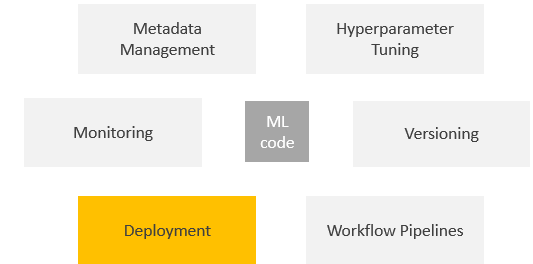 Metadata
Management
Hyperparameter
Tuning
Monitoring
ML
code
Versioning
Deployment
Workflow Pipelines